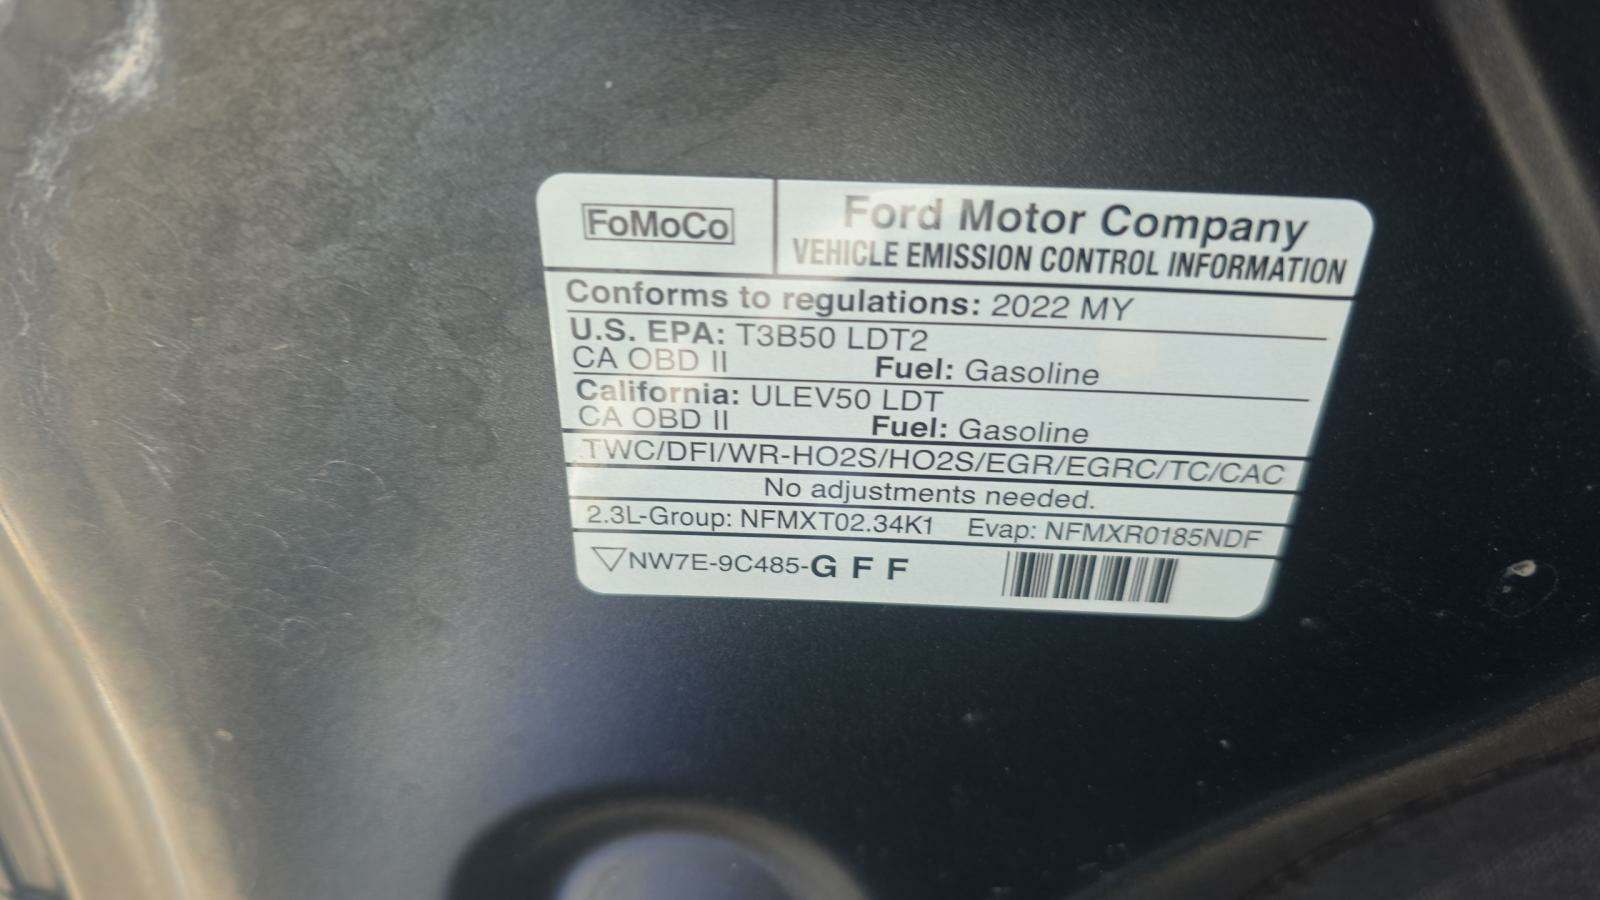 FoMoCo
Ford Motor Company
VEHICLE EMISSION CONTROL INFORMATION
Conforms to regulations: 2022 MY
U.S. EPA: T3B50 LDT2
CA OBD II Fuel: Gasoline
California: ULEV50 LDT
CA OBD II Fuel: Gasoline
TWC/DFI/WR-HO2S/HO2S/EGR/EGRC/TC/CAC
No adjustments needed.
2.3L-Group: NFMXT02.34K1 Evap: NFMXR0185NDF
NW7E-9C485-G F F